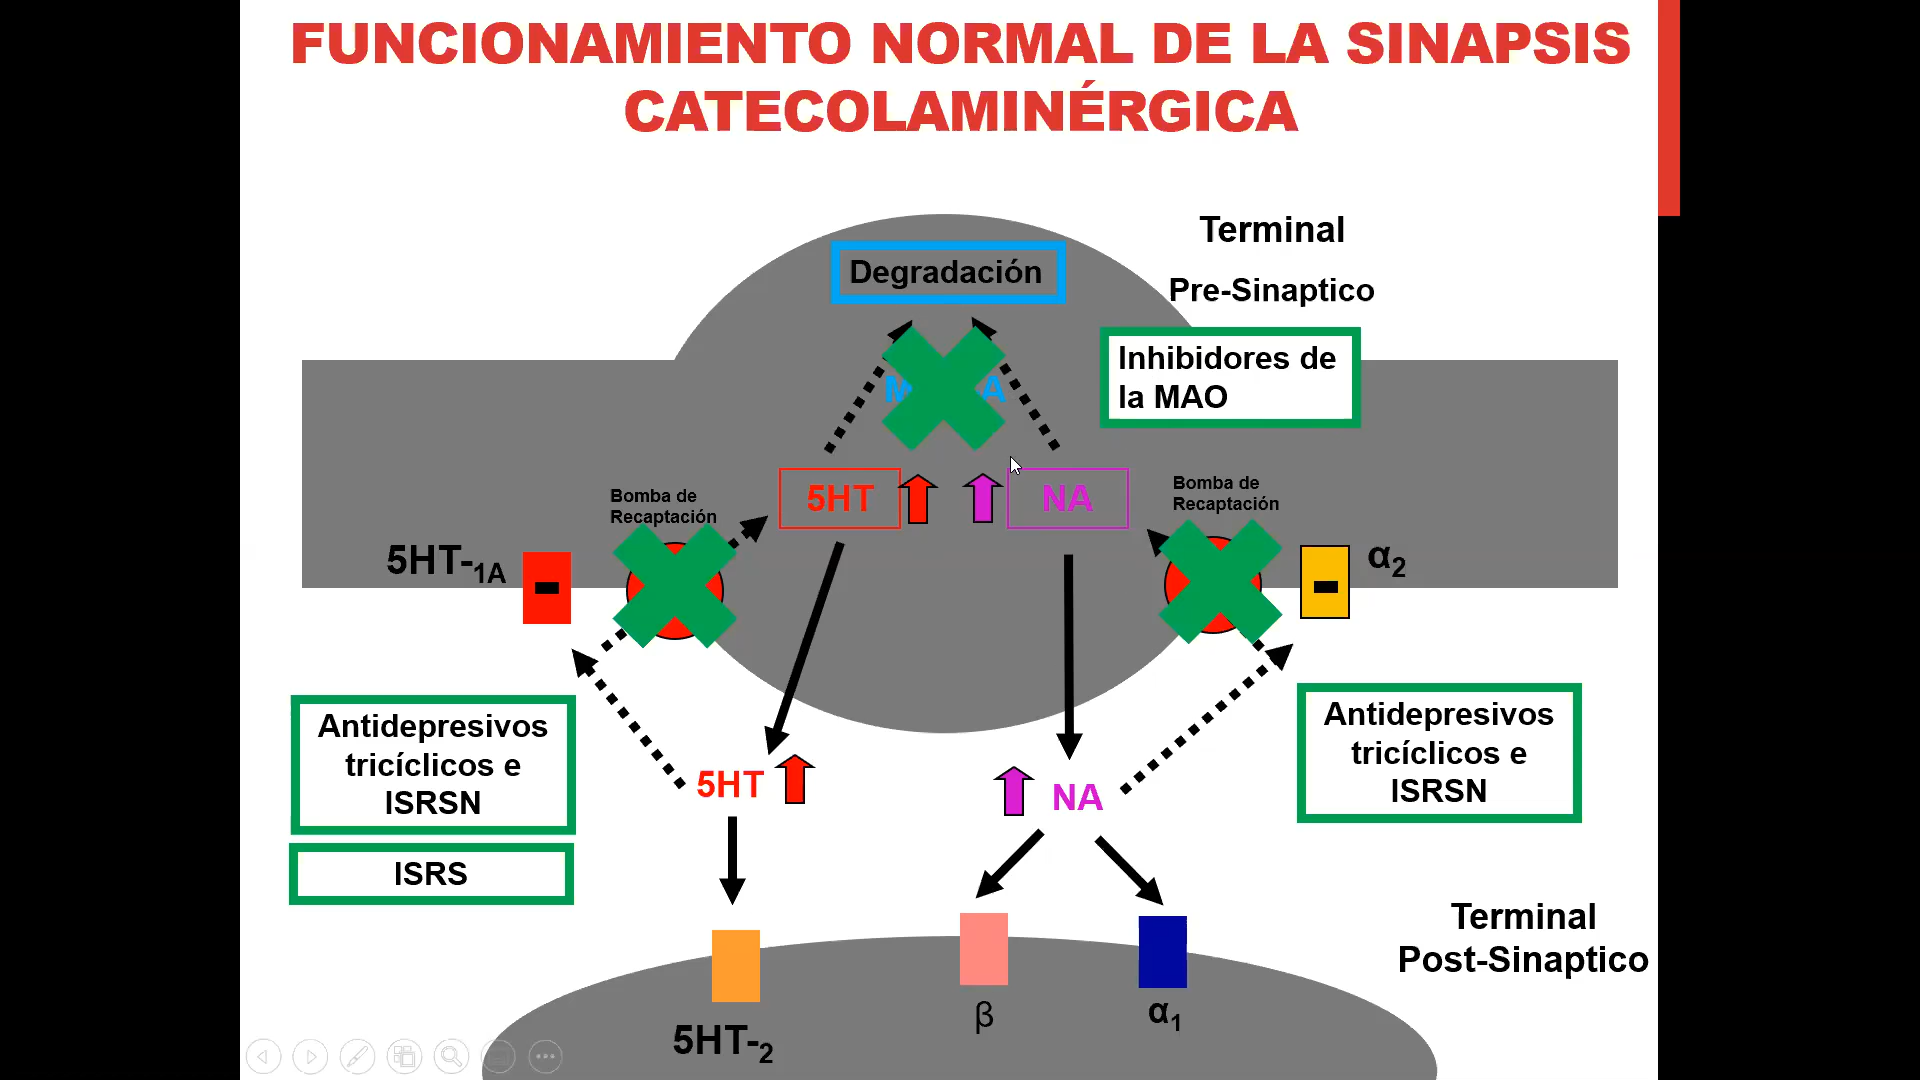 FUNCIONAMIENTO NORMAL DE LA SINAPSIS
CATECOLAMINÉRGICA
Terminal
Pre-Sinaptico
Degradación
Inhibidores de
la MAO
M A
5HT
NA
Bomba de
Recaptación
Bomba de
Recaptación
5HT-1A
-
α2
-
Antidepresivos
tricíclicos e
ISRSN
ISRS
5HT
NA
Antidepresivos
tricíclicos e
ISRSN
Terminal
Post-Sinaptico
5HT-2
β
α1